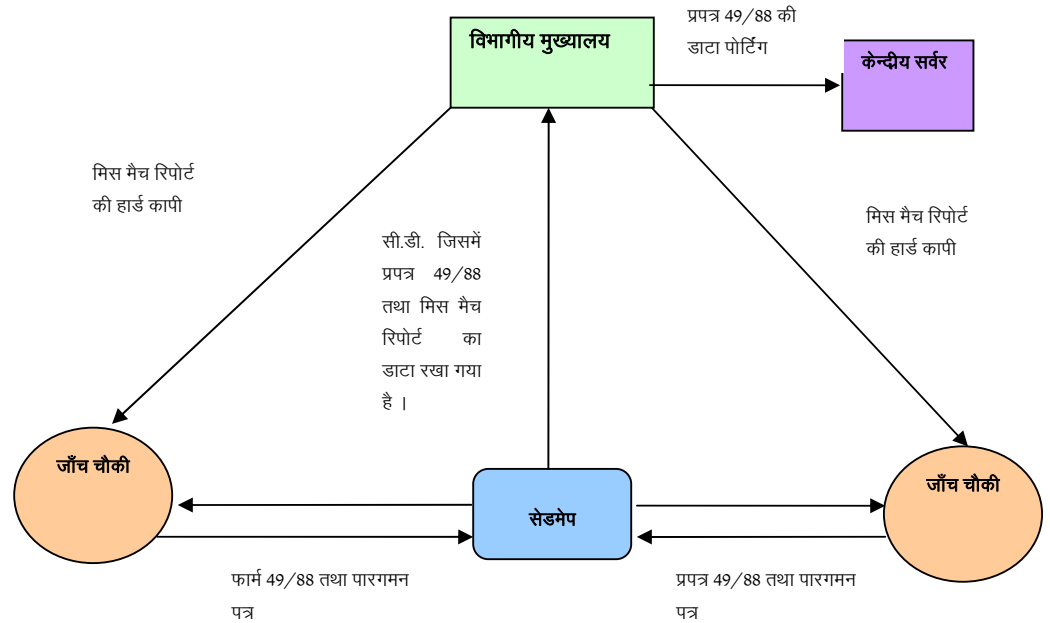 प्रपत्र 49/88 की
डाटा पोर्टिंग
विभागीय मुख्यालय
केन्द्रीय सर्वर
मिस मैच रिपोर्ट
की हार्ड कापी
मिस मैच रिपोर्ट
की हार्ड कापी
सी.डी. जिसमें
प्रपत्र 49/88
तथा मिस मैच
रिपोर्ट का
डाटा रखा गया
है ।
जाँच चौकी
सेडमेप
जाँच चौकी
फार्म 49/88 तथा पारगमन
पत्र
प्रपत्र 49/88 तथा पारगमन
पत्र